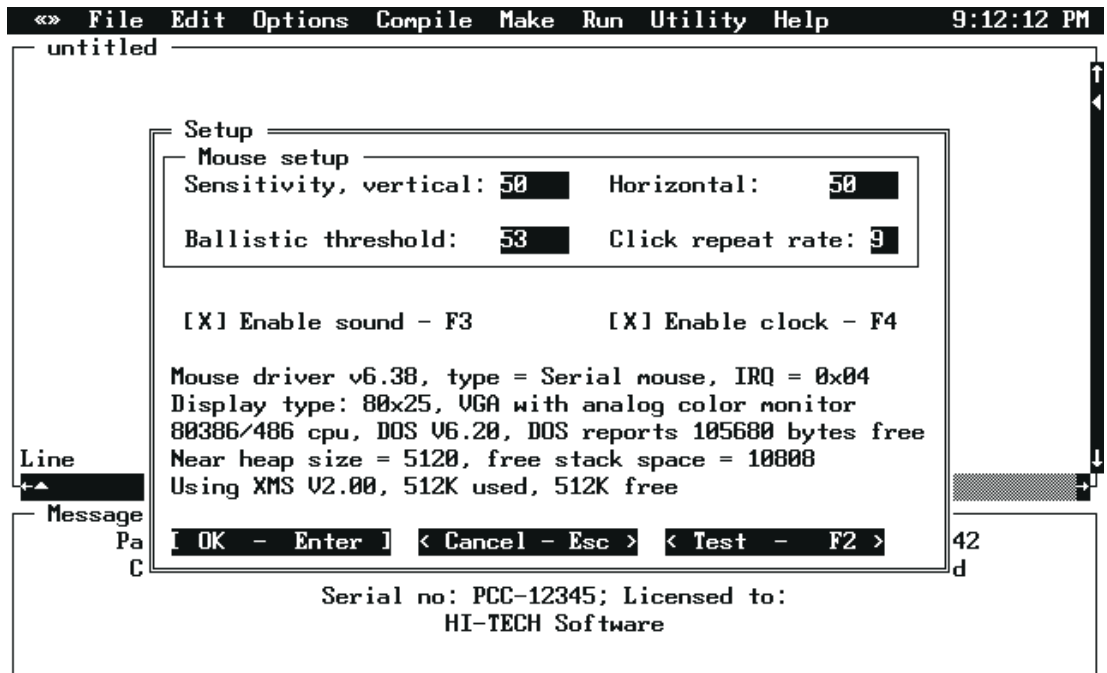 «» File Edit Options Compile Make Run Utility Help 9:12:12 PM
untitled
Setup
Mouse setup
Sensitivity, vertical: 50 Horizontal: 50
Ballistic threshold: 53 Click repeat rate: 9
[X] Enable sound - F3 [X] Enable clock - F4
Mouse driver v6.38, type = Serial mouse, IRQ = 0x04
Display type: 80x25, VGA with analog color monitor
80386/486 cpu, DOS V6.20, DOS reports 105680 bytes free
Line Near heap size = 5120, free stack space = 10808
Using XMS V2.00, 512K used, 512K free
Message
Pa [ OK - Enter ] < Cancel - Esc > < Test - F2 > 42
C d
Serial no: PCC-12345; Licensed to:
HI-TECH Software